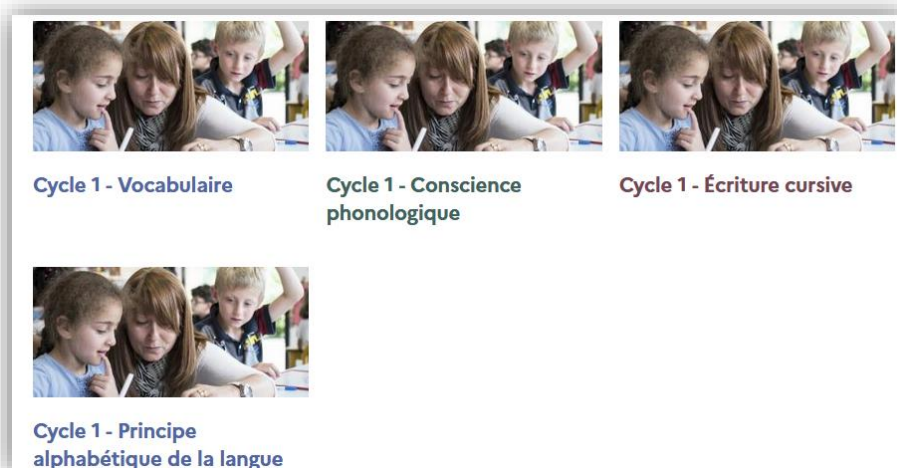 Cycle 1 - Vocabulaire
Cycle 1 - Conscience
phonologique
Cycle 1 - Écriture cursive
Cycle 1 - Principe
alphabétique de la langue